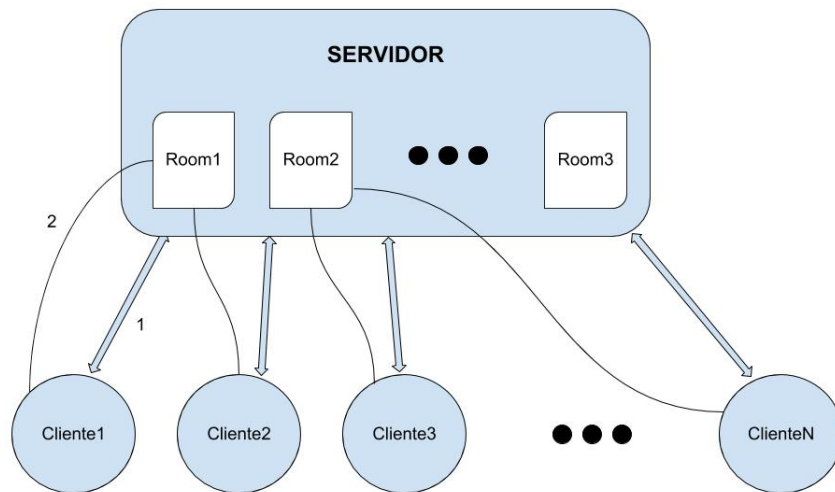 SERVIDOR
Room1
Room2
Room3
2
1
Cliente1
Cliente2
Cliente3
ClienteN